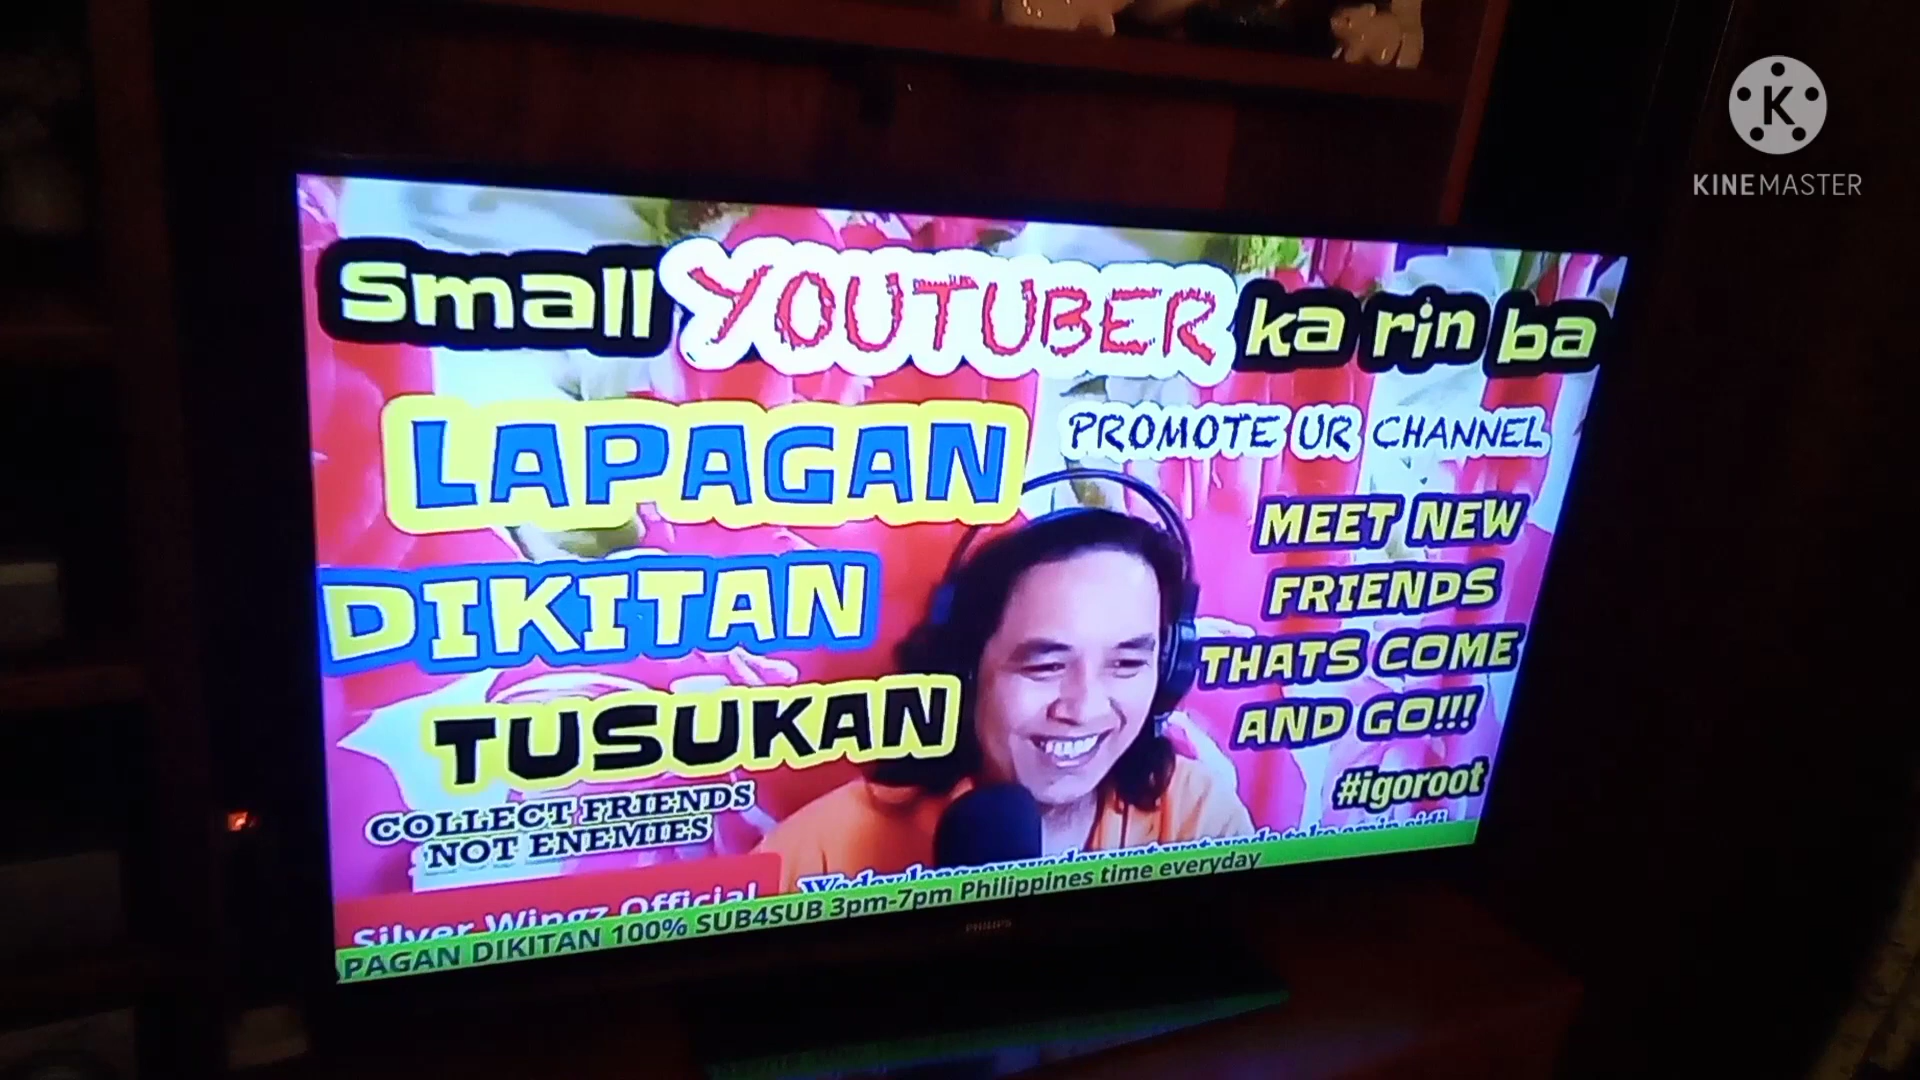 KINEMASTER
small YOUTUBER ka rin ba
LAPAGAN
PROMOTE UR CHANNEL
DIKITAN
MEET NEW
FRIENDS
THATS COME
AND GO!!!
TUSUKAN
#igoroot
COLLECT FRIENDS
NOT ENEMIES
Silver Wingz Official
PAGAN DIKITAN 100% SUB4SUB 3pm-7pm Philippines time everyday
PHILIPS